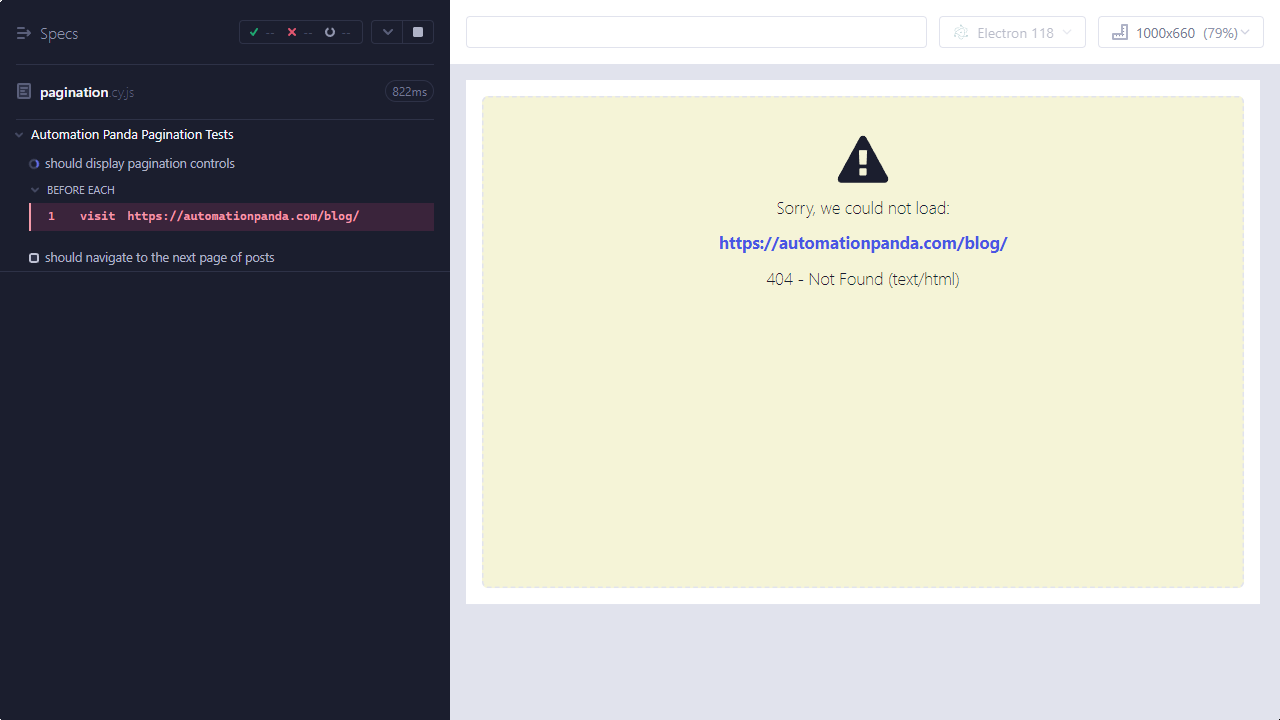 Specs
-- -- --
pagination.cy.js 822ms
Automation Panda Pagination Tests
should display pagination controls
BEFORE EACH
1 visit https://automationpanda.com/blog/
should navigate to the next page of posts
Electron 118
1000x660 (79%)
Sorry, we could not load:
https://automationpanda.com/blog/
404 - Not Found (text/html)